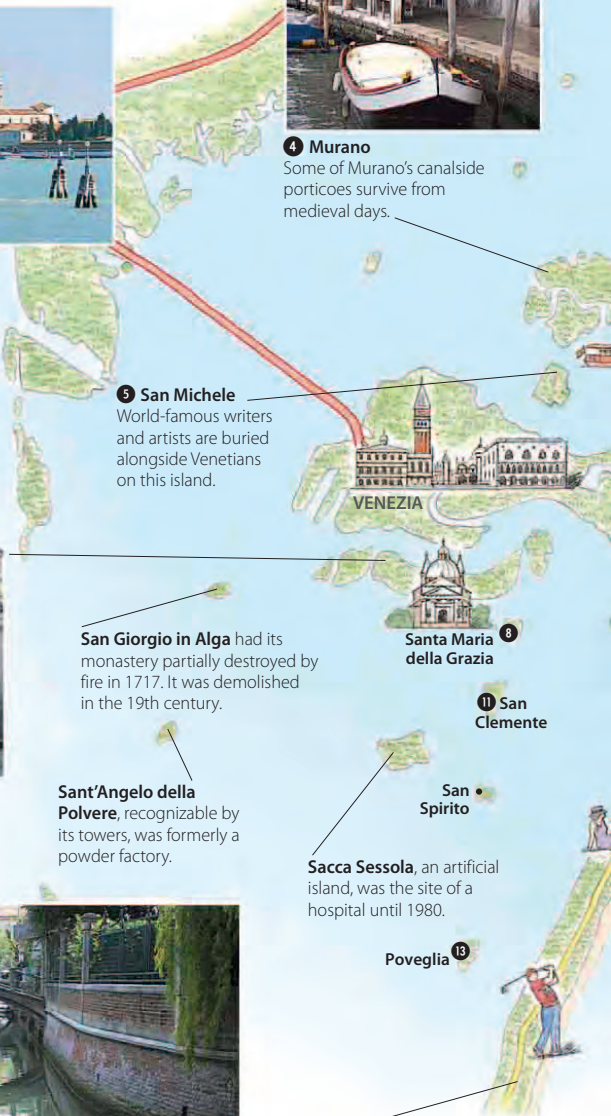 4 Murano
Some of Murano's canalside
porticoes survive from
medieval days.
5 San Michele
World-famous writers
and artists are buried
alongside Venetians
on this island.
VENEZIA
San Giorgio in Alga had its
monastery partially destroyed by
fire in 1717. It was demolished
in the 19th century.
Santa Maria 8
della Grazia
11 San
Clemente
Sant'Angelo della
Polvere, recognizable by
its towers, was formerly a
powder factory.
San
Spirito
Sacca Sessola, an artificial
island, was the site of a
hospital until 1980.
Poveglia 13